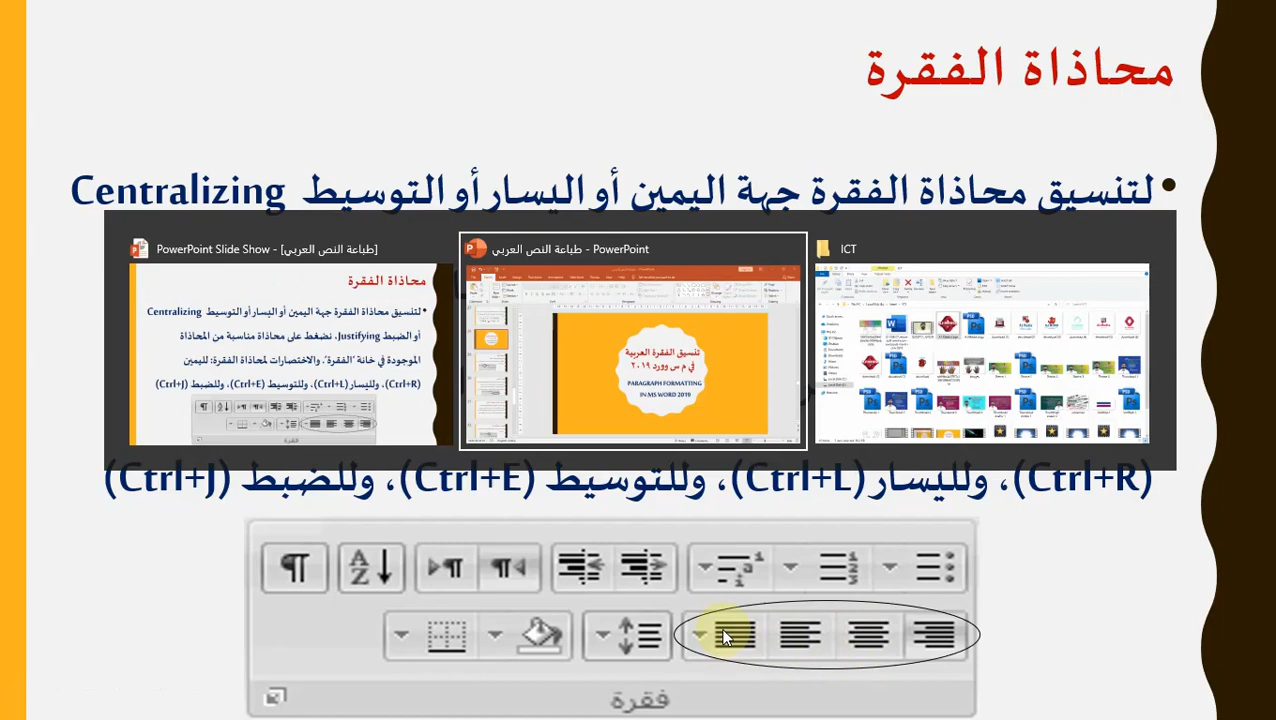 محاذاة الفقرة
• لتنسيق محاذاة الفقرة جهة اليمين أو اليسار أو التوسيط Centralizing
PowerPoint Slide Show - [طباعة النص العربي]
طباعة النص العربي - PowerPoint
ICT
محاذاة الفقرة
• لتنسيق محاذاة الفقرة جهة اليمين أو اليسار أو التوسيط Centralizing
أو الضبط Justifying، اضغط على محاذاة مناسبة من المحاذاة
الموجودة في خانة "الفقرة". والاختصارات لمحاذاة الفقرة: لليمين
(Ctrl+R)، ولليسار (Ctrl+L)، وللتوسيط (Ctrl+E)، وللضبط (Ctrl+J)
فقرة
تنسيق الفقرة العربية
في م س وورد ٢٠١٩
PARAGRAPH FORMATTING
IN MS WORD 2019
(Ctrl+R)، ولليسار (Ctrl+L)، وللتوسيط (Ctrl+E)، وللضبط (Ctrl+J)
فقرة